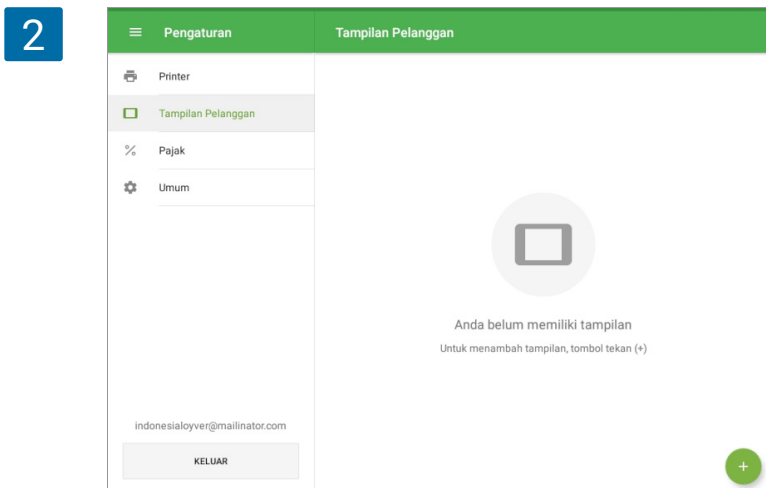 2
Pengaturan
Tampilan Pelanggan
Printer
Tampilan Pelanggan
Pajak
Umum
Anda belum memiliki tampilan
Untuk menambah tampilan, tombol tekan (+)
indonesialoyver@mailinator.com
KELUAR
+